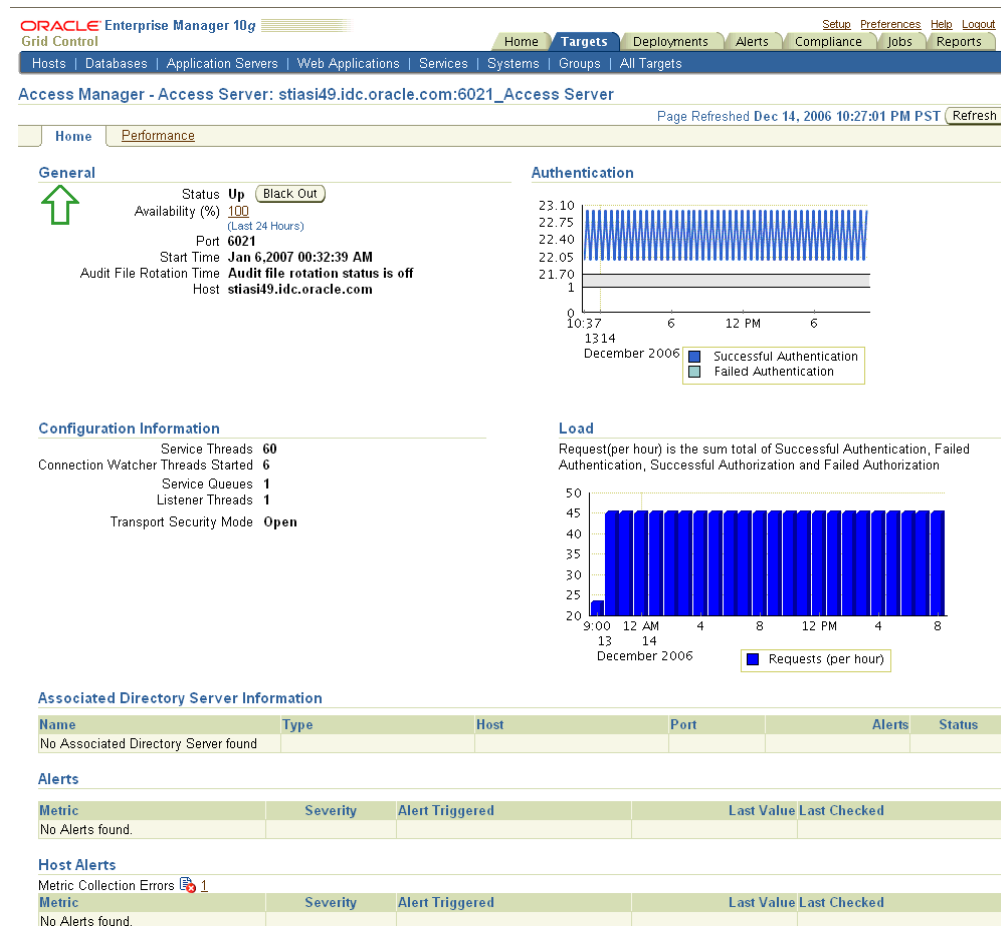 ORACLE Enterprise Manager 10g
Grid Control
Setup Preferences Help Logout
Home Targets Deployments Alerts Compliance Jobs Reports
Hosts | Databases | Application Servers | Web Applications | Services | Systems | Groups | All Targets
Access Manager - Access Server: stiasi49.idc.oracle.com:6021_Access Server
Page Refreshed Dec 14, 2006 10:27:01 PM PST Refresh
Home Performance
General
Status Up Black Out
Availability (%) 100
(Last 24 Hours)
Port 6021
Start Time Jan 6,2007 00:32:39 AM
Audit File Rotation Time Audit file rotation status is off
Host stiasi49.idc.oracle.com
Authentication
23.10
22.75
22.40
22.05
21.70
1
0
10:37 6 12 PM 6
13 14
December 2006
Successful Authentication
Failed Authentication
Configuration Information
Service Threads 60
Connection Watcher Threads Started 6
Service Queues 1
Listener Threads 1
Transport Security Mode Open
Load
Request(per hour) is the sum total of Successful Authentication, Failed
Authentication, Successful Authorization and Failed Authorization
50
45
40
35
30
25
20
9:00 12 AM 4 8 12 PM 4 8
13 14
December 2006
Requests (per hour)
Associated Directory Server Information
Name Type Host Port Alerts Status
No Associated Directory Server found
Alerts
Metric Severity Alert Triggered Last Value Last Checked
No Alerts found.
Host Alerts
Metric Collection Errors 1
Metric Severity Alert Triggered Last Value Last Checked
No Alerts found.